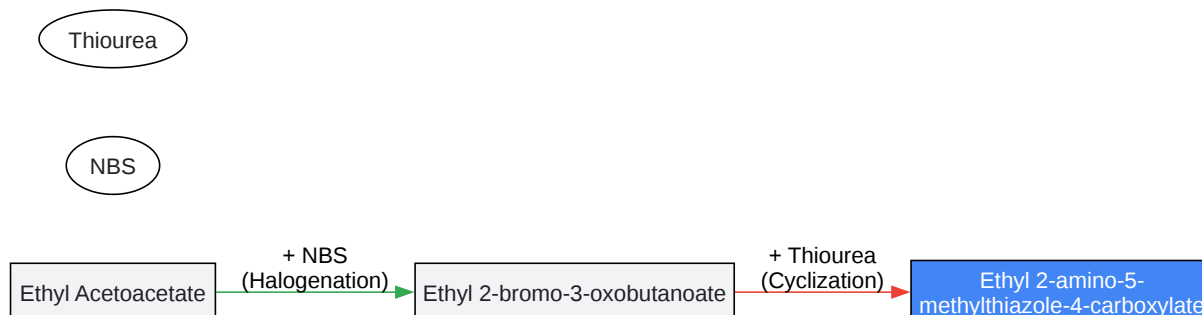 Thiourea
NBS
+ NBS
(Halogenation)
+ Thiourea
(Cyclization)
Ethyl Acetoacetate
Ethyl 2-bromo-3-oxobutanoate
Ethyl 2-amino-5-
methylthiazole-4-carboxylate